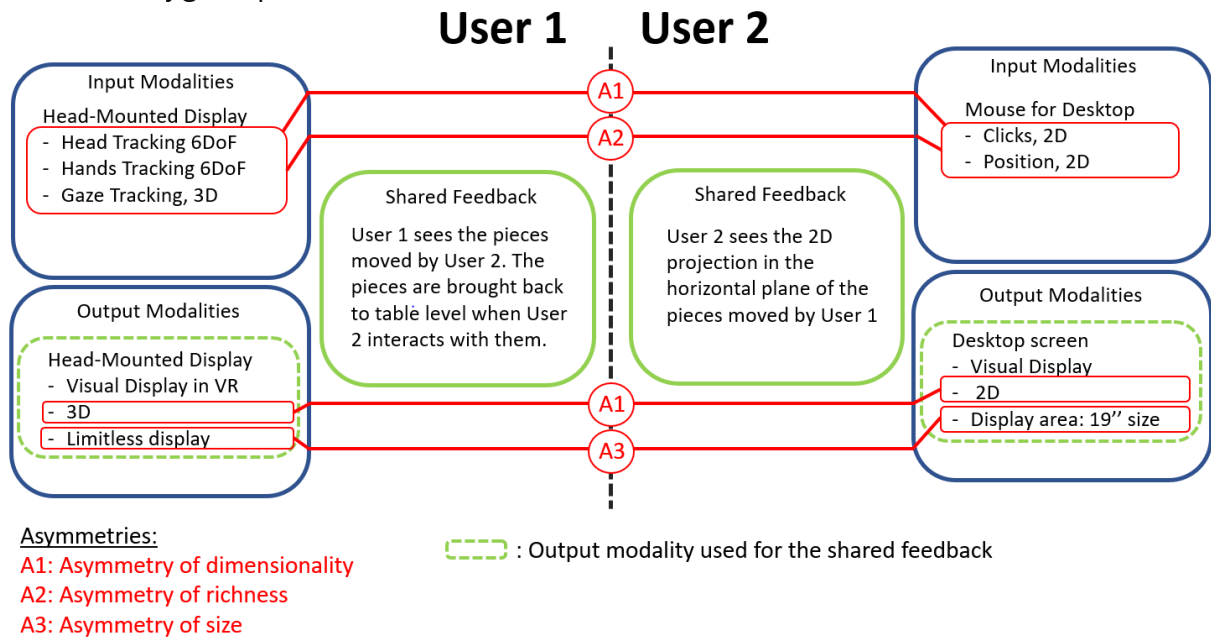 User 1
User 2
Input Modalities
Head-Mounted Display
- Head Tracking 6DoF
- Hands Tracking 6DoF
- Gaze Tracking, 3D
A1
A2
Input Modalities
Mouse for Desktop
- Clicks, 2D
- Position, 2D
Shared Feedback
User 1 sees the pieces
moved by User 2. The
pieces are brought back
to table level when User
2 interacts with them.
Shared Feedback
User 2 sees the 2D
projection in the
horizontal plane of the
pieces moved by User 1
Output Modalities
Head-Mounted Display
- Visual Display in VR
- 3D
- Limitless display
A1
A3
Output Modalities
Desktop screen
- Visual Display
- 2D
- Display area: 19’’ size
Asymmetries:
A1: Asymmetry of dimensionality
A2: Asymmetry of richness
A3: Asymmetry of size
: Output modality used for the shared feedback